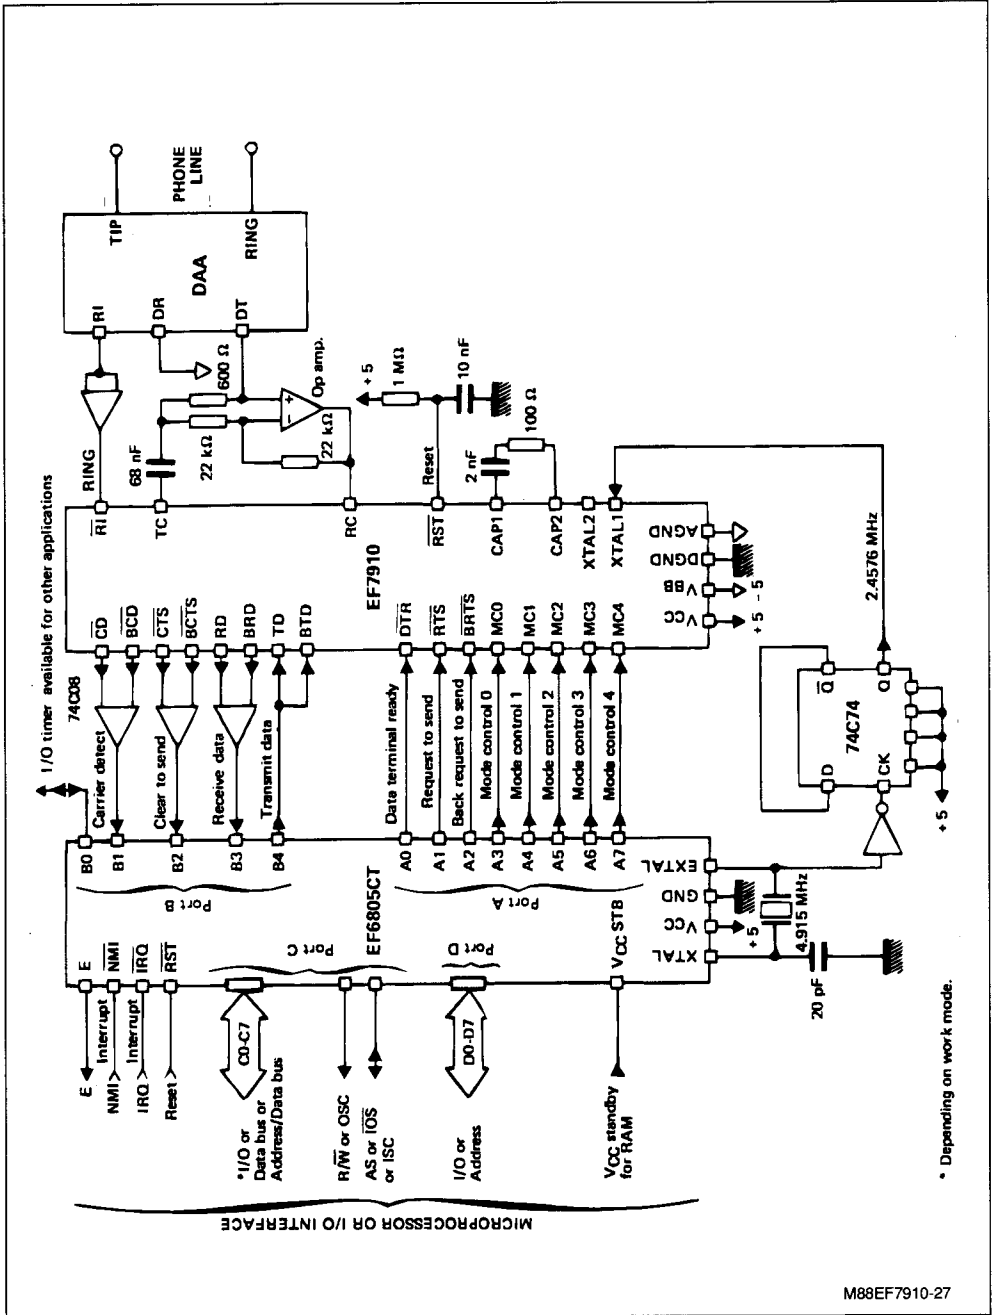 I/O timer available for other applications
TIP
PHONE
LINE
RING
DAA
RI
DR
DT
RING
68 nF
600 Ω
22 kΩ
22 kΩ
Op amp.
+
-
Reset
+ 5
1 MΩ
10 nF
2 nF
100 Ω
RI
TC
RC
RST
CAP1
CAP2
XTAL2
XTAL1
EF7910
AGND
DGND
VBB
VCC
+ 5
- 5
2.4576 MHz
CD
BCD
CTS
BCTS
RD
BRD
TD
BTD
DTR
RTS
BRTS
MC0
MC1
MC2
MC3
MC4
74C08
Carrier detect
Clear to send
Receive data
Transmit data
Data terminal ready
Request to send
Back request to send
Mode control 0
Mode control 1
Mode control 2
Mode control 3
Mode control 4
Q
Q
D
CK
74C74
+ 5
B0
B1
B2
B3
B4
A0
A1
A2
A3
A4
A5
A6
A7
Port B
Port A
EF6805CT
EXTAL
GND
VCC
XTAL
+ 5
4.915 MHz
20 pF
E
NMI
IRQ
RST
Port C
Port D
VCC STB
E
NMI
Interrupt
IRQ
Interrupt
Reset
C0-C7
*I/O or
Data bus or
Address/Data bus
R/W or OSC
AS or IOS
or ISC
D0-D7
I/O or
Address
VCC standby
for RAM
MICROPROCESSOR OR I/O INTERFACE
* Depending on work mode.
M88EF7910-27